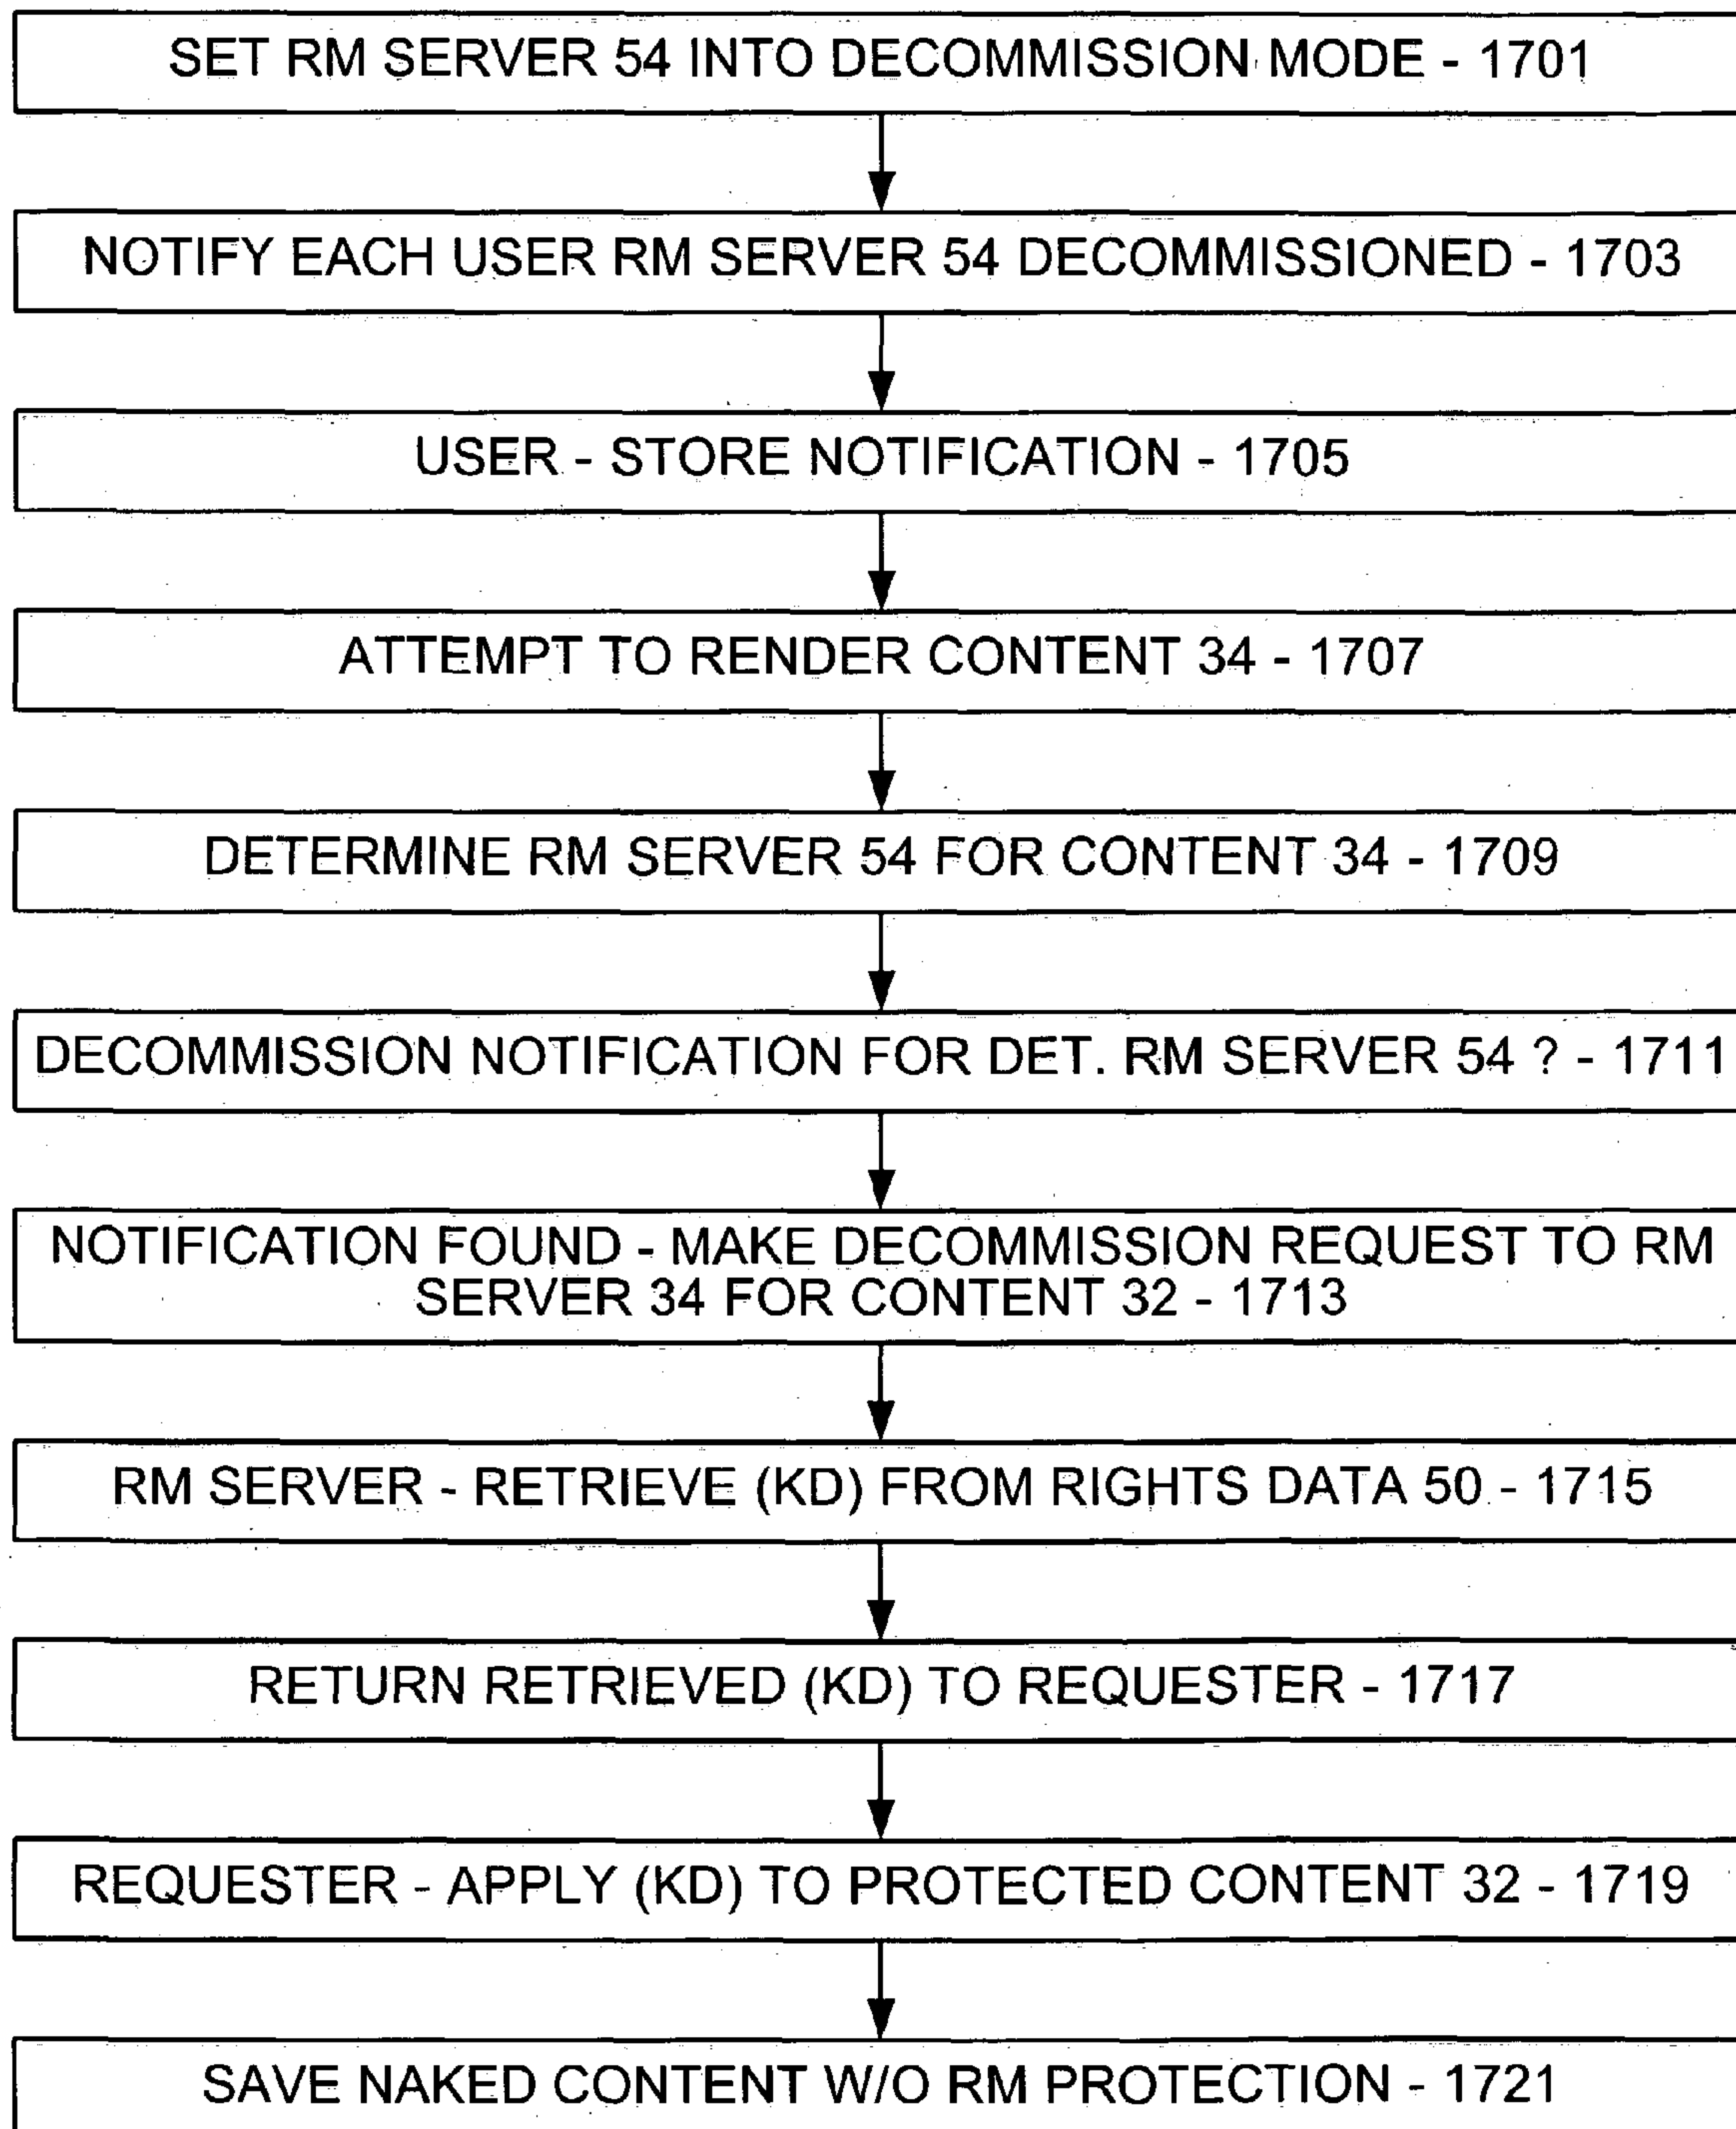 SET RM SERVER 54 INTO DECOMMISSION MODE - 1701
NOTIFY EACH USER RM SERVER 54 DECOMMISSIONED - 1703
USER - STORE NOTIFICATION - 1705
ATTEMPT TO RENDER CONTENT 34 - 1707
DETERMINE RM SERVER 54 FOR CONTENT 34 - 1709
DECOMMISSION NOTIFICATION FOR DET. RM SERVER 54 ? - 1711
NOTIFICATION FOUND - MAKE DECOMMISSION REQUEST TO RM
SERVER 34 FOR CONTENT 32 - 1713
RM SERVER - RETRIEVE (KD) FROM RIGHTS DATA 50 - 1715
RETURN RETRIEVED (KD) TO REQUESTER - 1717
REQUESTER - APPLY (KD) TO PROTECTED CONTENT 32 - 1719
SAVE NAKED CONTENT W/O RM PROTECTION - 1721